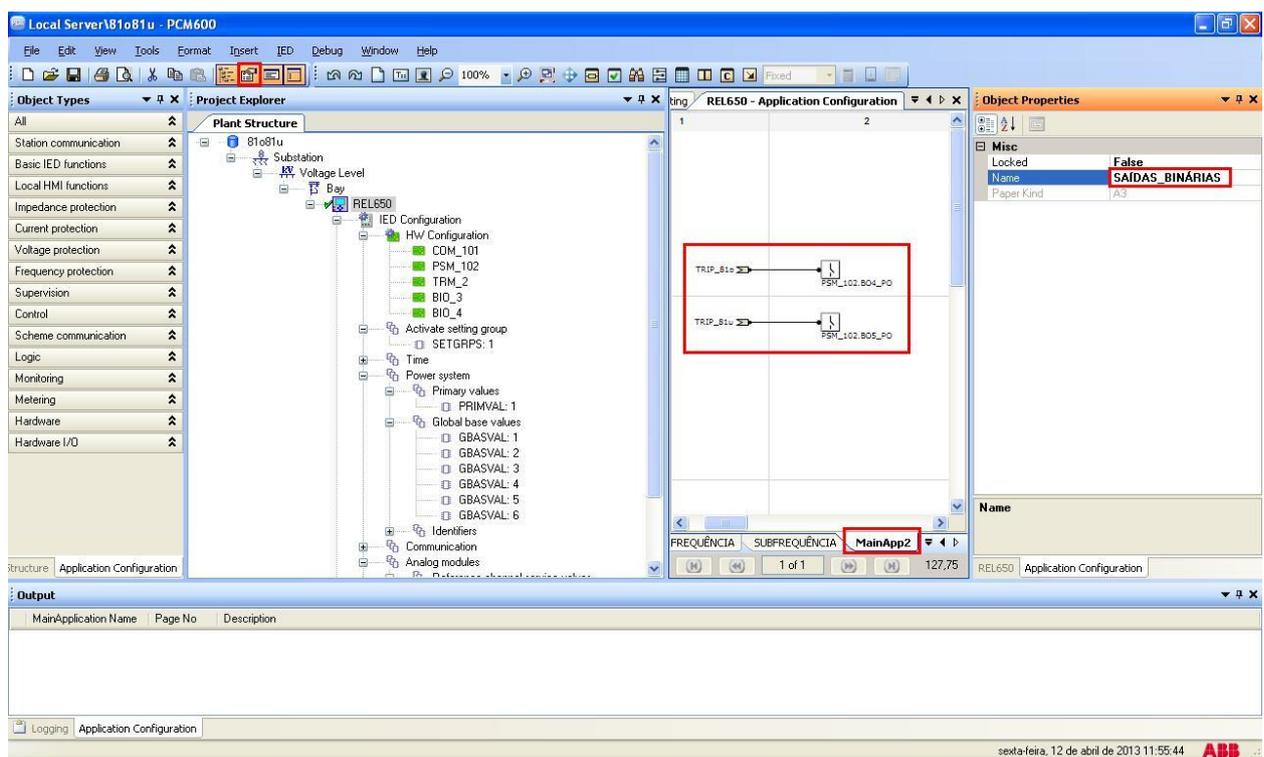 Local Server\81o81u - PCM600
File Edit View Tools Format Insert IED Debug Window Help
100% Fixed
Object Types
All
Station communication
Basic IED functions
Local HMI functions
Impedance protection
Current protection
Voltage protection
Frequency protection
Supervision
Control
Scheme communication
Logic
Monitoring
Metering
Hardware
Hardware I/O
Structure Application Configuration
Project Explorer
Plant Structure
81o81u
Substation
Voltage Level
Bay
REL650
IED Configuration
HW Configuration
COM_101
PSM_102
TRM_2
BIO_3
BIO_4
Activate setting group
SETGRPS: 1
Time
Power system
Primary values
PRIMVAL: 1
Global base values
GBASVAL: 1
GBASVAL: 2
GBASVAL: 3
GBASVAL: 4
GBASVAL: 5
GBASVAL: 6
Identifiers
Communication
Analog modules
Reference channel service values
ting REL650 - Application Configuration
1 2
TRIP_81o
PSM_102.BO4_PO
TRIP_81u
PSM_102.BO5_PO
FREQUÊNCIA SUBFREQUÊNCIA MainApp2
1 of 1 127,75
Object Properties
Misc
Locked False
Name SAÍDAS_BINÁRIAS
Paper Kind A3
Name
REL650 Application Configuration
Output
MainApplication Name Page No Description
Logging Application Configuration
sexta-feira, 12 de abril de 2013 11:55:44 ABB